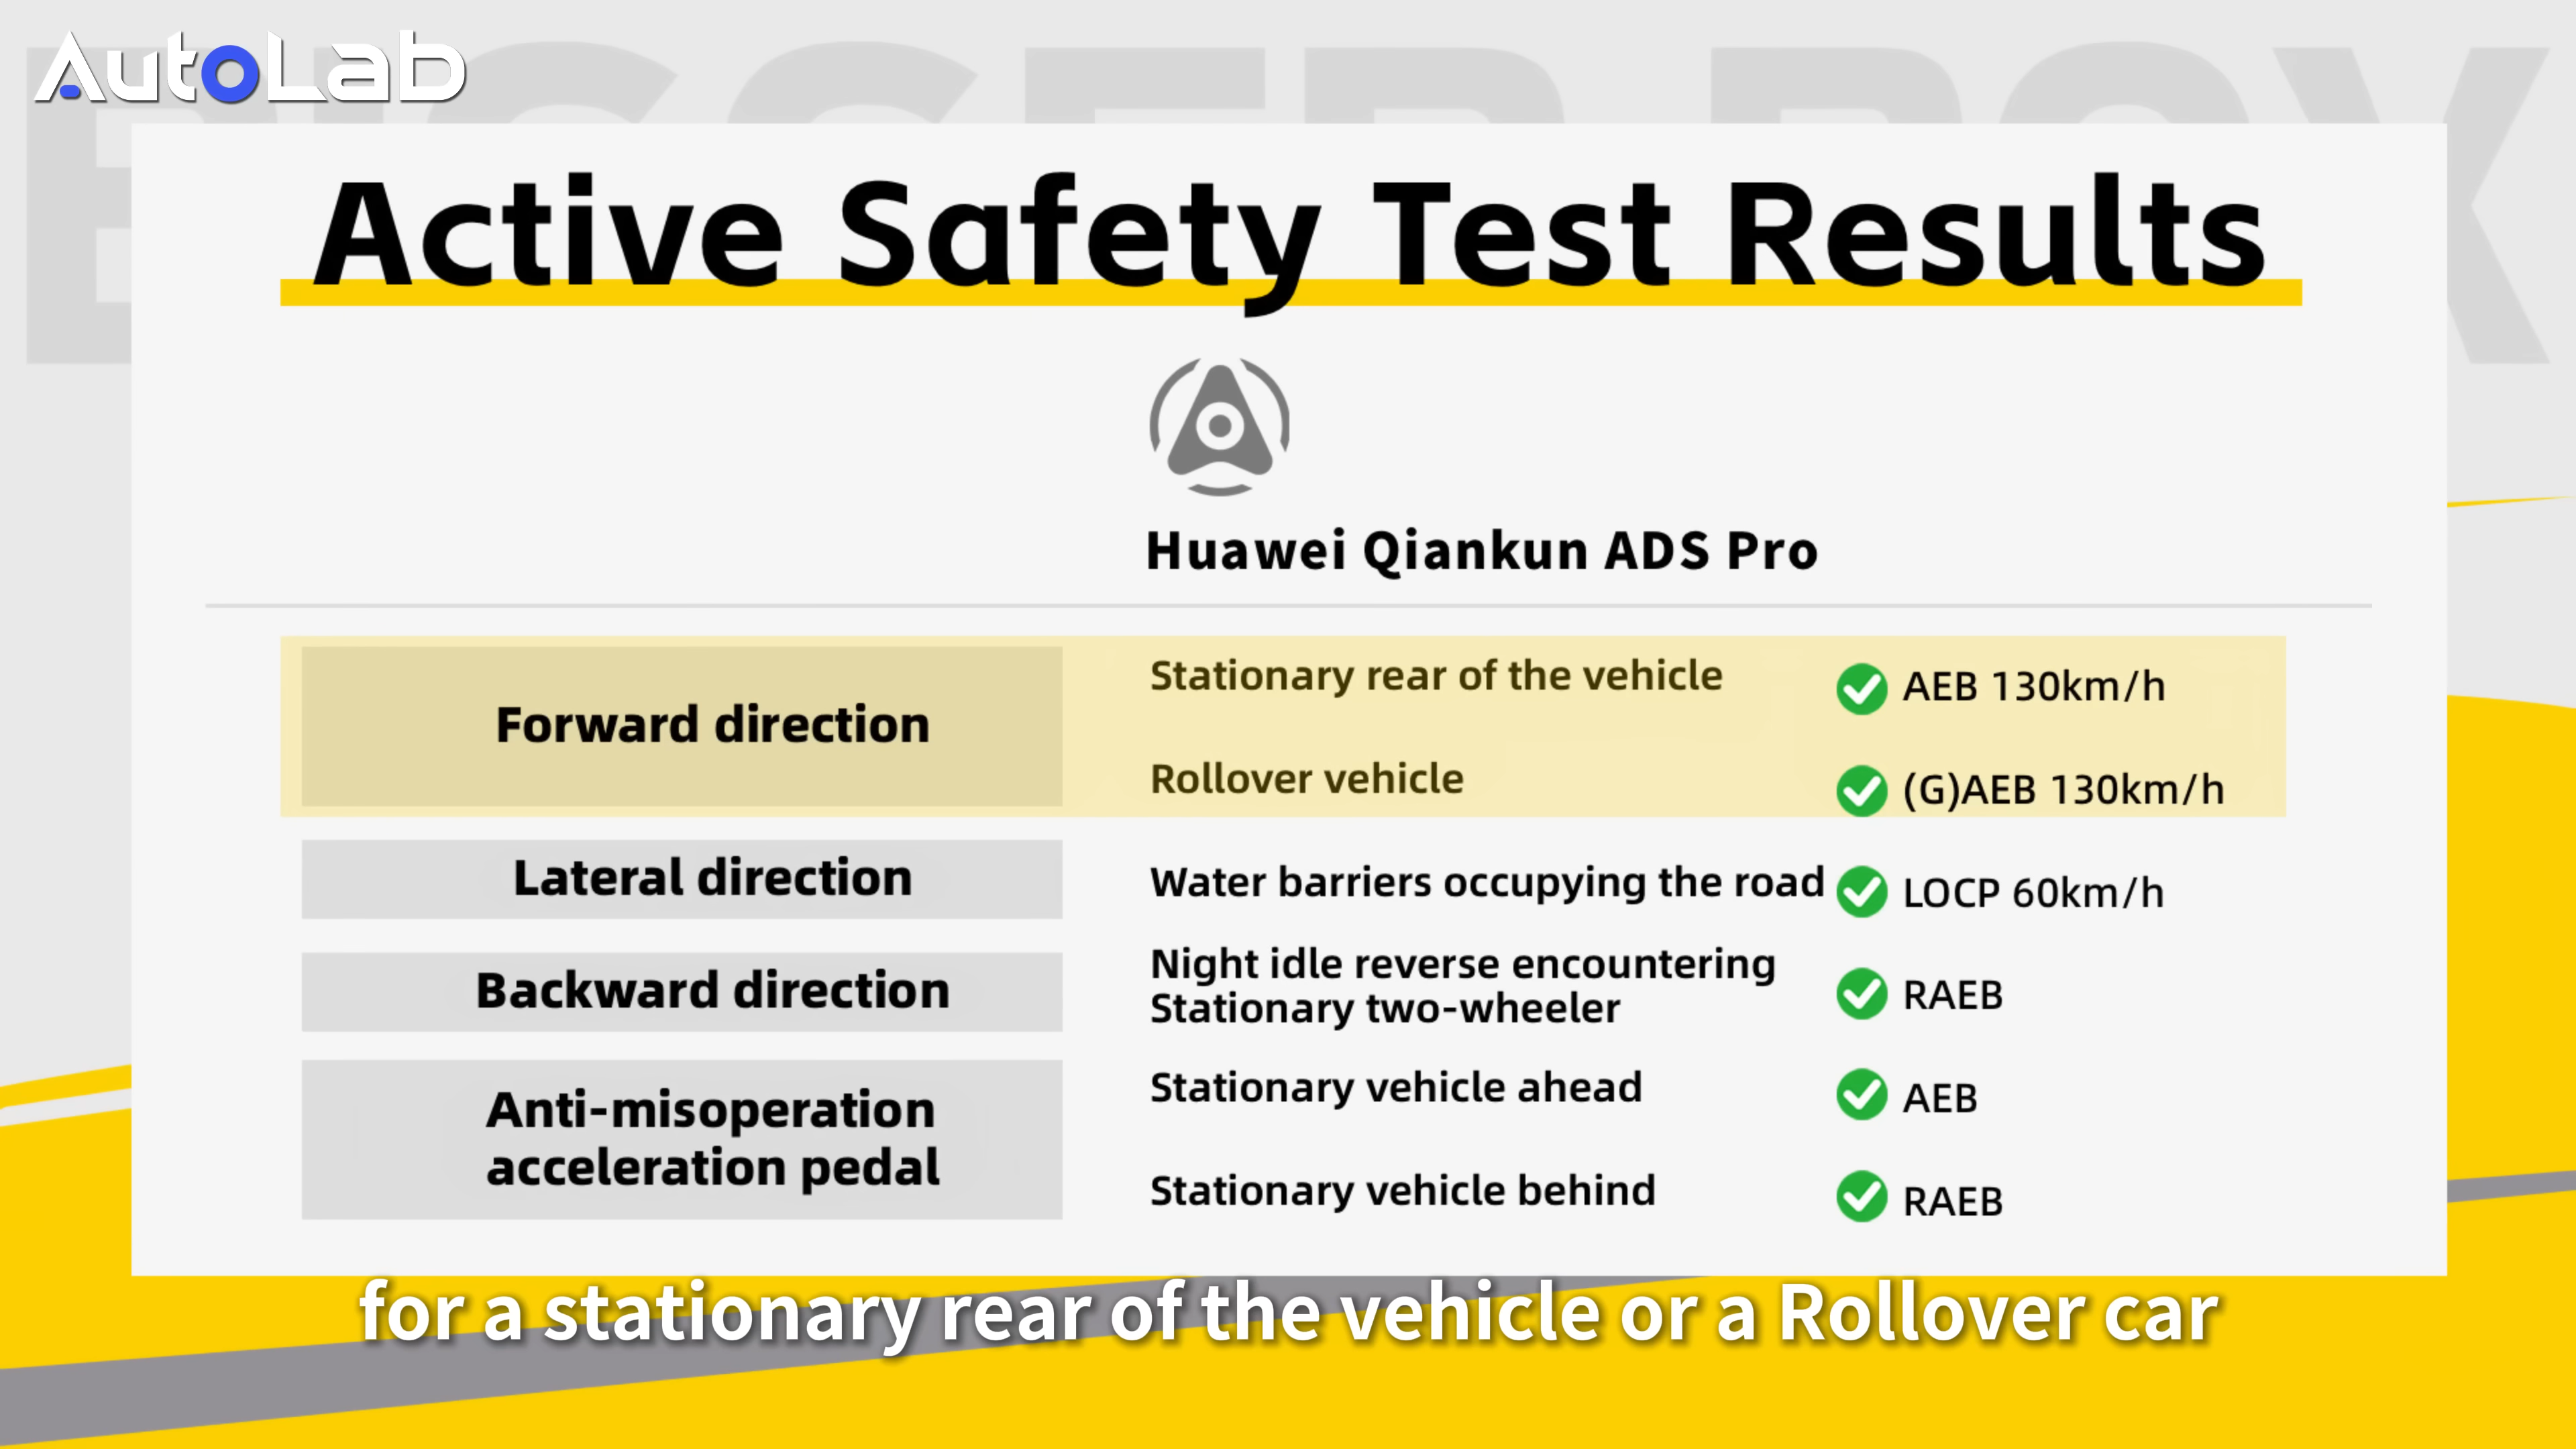 AutoLab
Active Safety Test Results
Huawei Qiankun ADS Pro
Forward direction
Stationary rear of the vehicle
AEB 130km/h
Rollover vehicle
(G)AEB 130km/h
Lateral direction
Water barriers occupying the road
LOCP 60km/h
Backward direction
Night idle reverse encountering
Stationary two-wheeler
RAEB
Anti-misoperation
acceleration pedal
Stationary vehicle ahead
AEB
Stationary vehicle behind
RAEB
for a stationary rear of the vehicle or a Rollover car